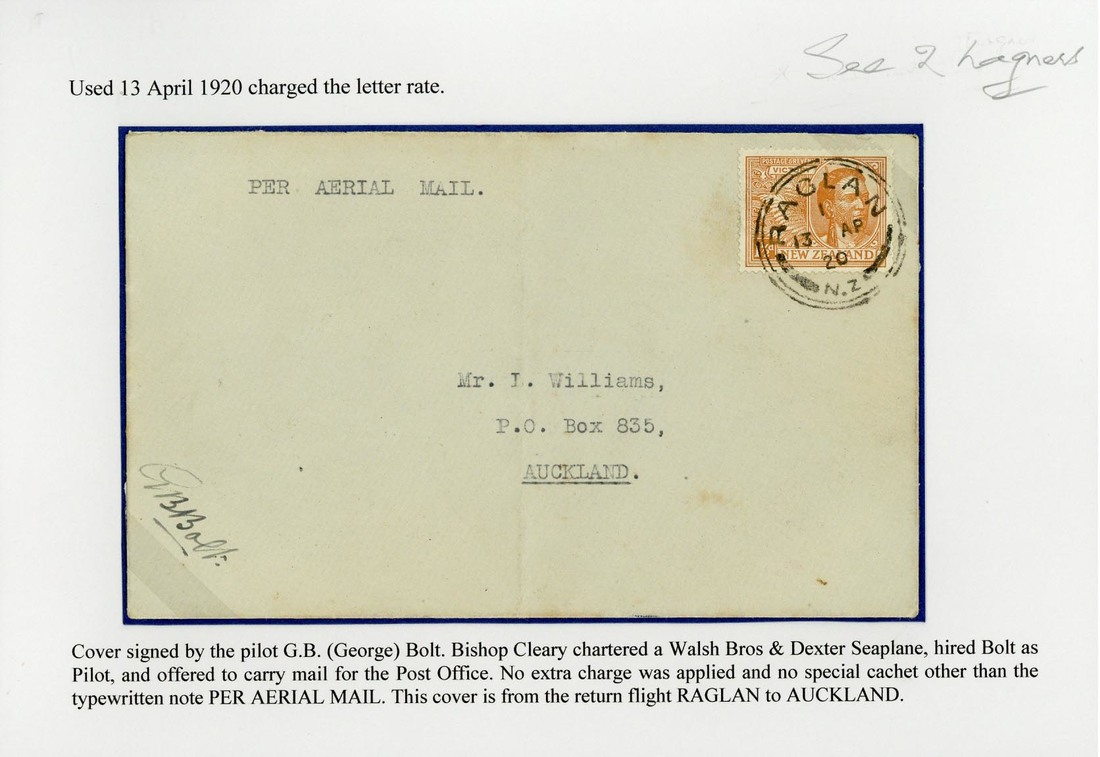 See 2
Used 13 April 1920 charged the letter rate.
PER AERIAL MAIL.
POSTAGE & REVENUE
VICTORY
NEW ZEALAND
RAGLAN
1
13 AP
20
N.Z
Mr. I. Williams,
P.O. Box 835,
AUCKLAND.
G B Bolt.
Cover signed by the pilot G.B. (George) Bolt. Bishop Cleary chartered a Walsh Bros & Dexter Seaplane, hired Bolt as
Pilot, and offered to carry mail for the Post Office. No extra charge was applied and no special cachet other than the
typewritten note PER AERIAL MAIL. This cover is from the return flight RAGLAN to AUCKLAND.